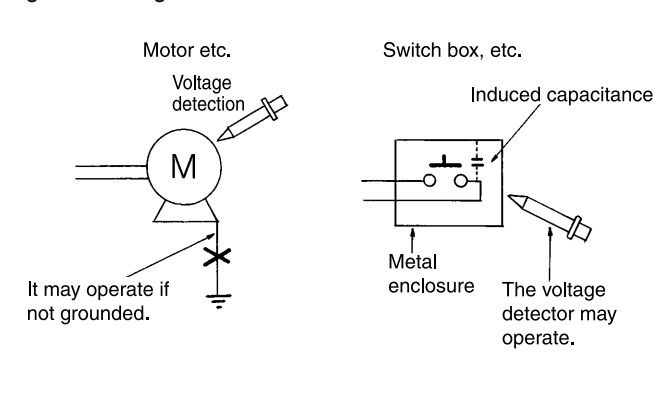 Motor etc.
Voltage
detection
M
It may operate if
not grounded.
Switch box, etc.
Induced capacitance
Metal
enclosure
The voltage
detector may
operate.